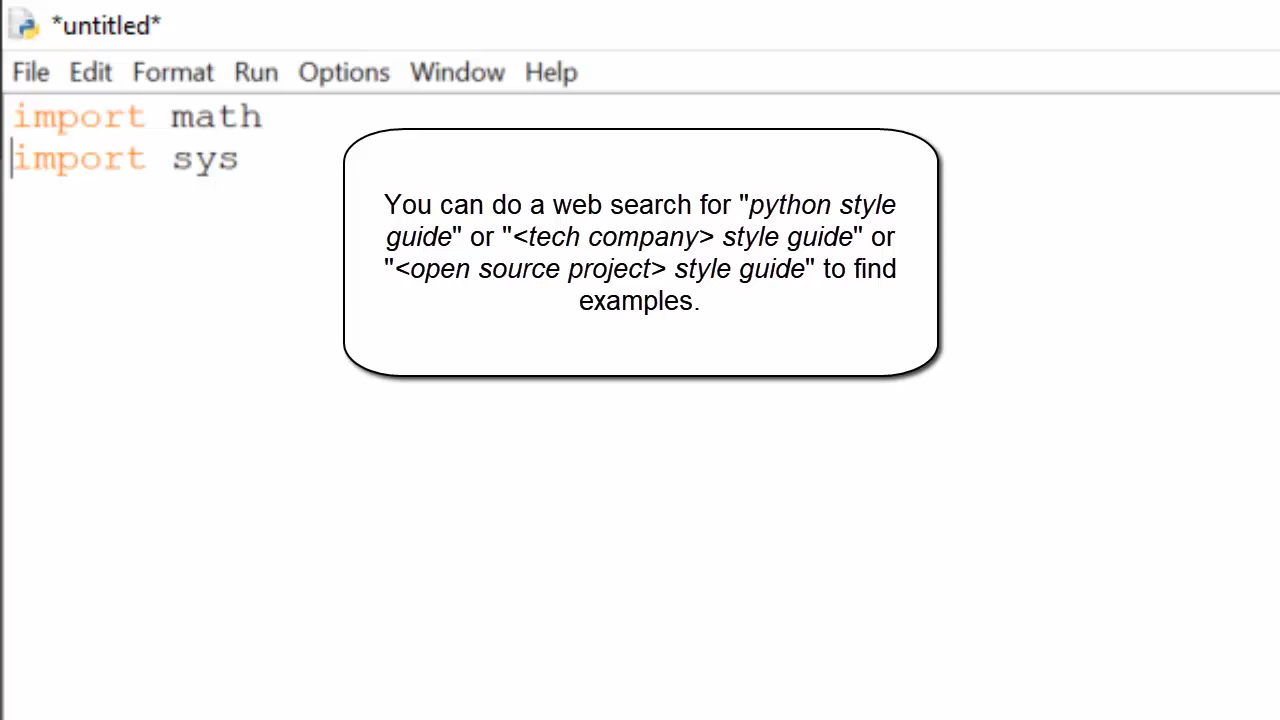 *untitled*
File Edit Format Run Options Window Help
import math
import sys
You can do a web search for "python style
guide" or "<tech company> style guide" or
"<open source project> style guide" to find
examples.